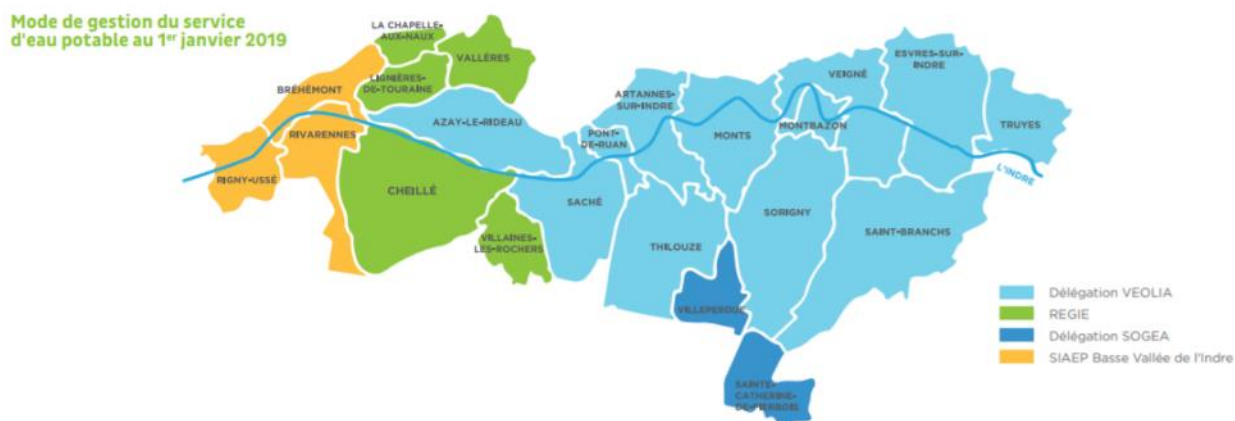 Mode de gestion du service
d'eau potable au 1er janvier 2019
LA CHAPELLE-
AUX-NAUX
VALLÈRES
LIGNIÈRES-
DE-TOURAINE
BRÉHÉMONT
RIVARENNES
RIGNY-USSÉ
AZAY-LE-RIDEAU
CHEILLÉ
VILLAINES-
LES-ROCHERS
ARTANNES-
SUR-INDRE
PONT-
DE-RUAN
SACHÉ
MONTS
THILOUZE
VEIGNÉ
MONTBAZON
SORIGNY
ESVRES-SUR-
INDRE
TRUYES
L'INDRE
SAINT-BRANCHS
VILLEPERDUE
SAINTE-
CATHERINE-
DE-FIERBOIS
Délégation VEOLIA
REGIE
Délégation SOGEA
SIAEP Basse Vallée de l'Indre